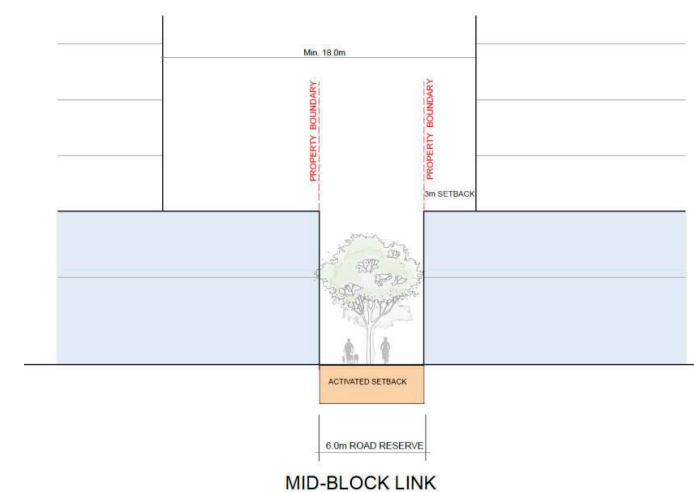 Min. 18.0m
PROPERTY BOUNDARY
PROPERTY BOUNDARY
3m SETBACK
ACTIVATED SETBACK
6.0m ROAD RESERVE
MID-BLOCK LINK